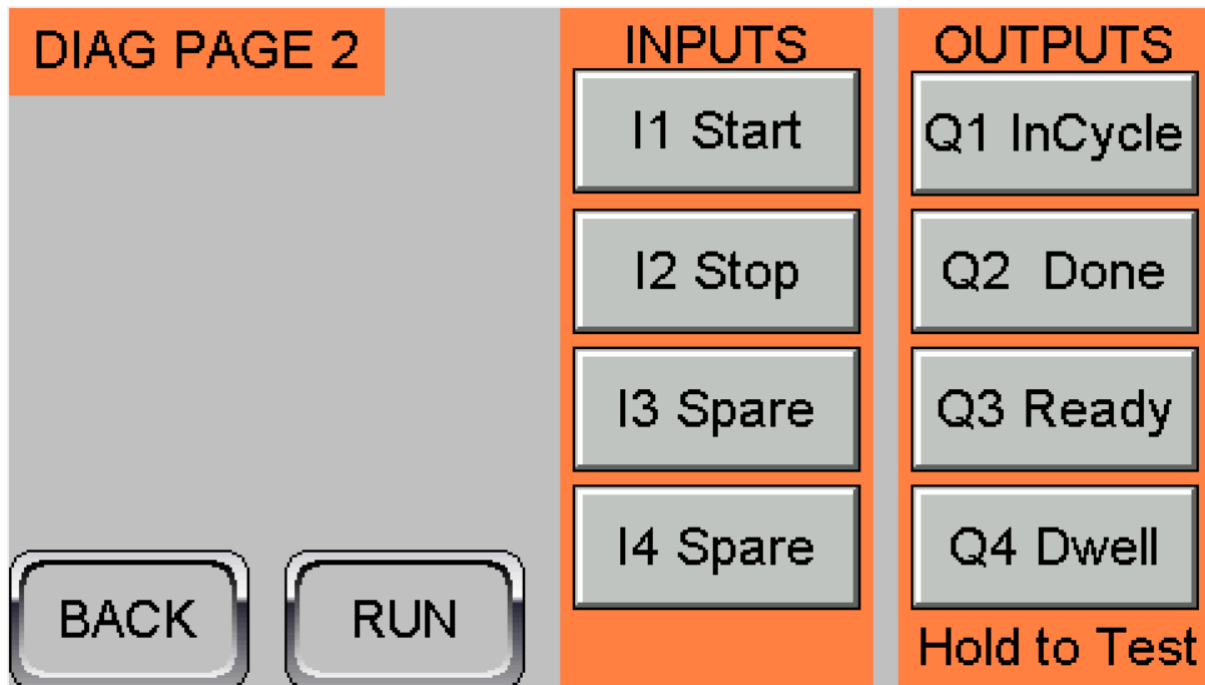 DIAG PAGE 2
BACK
RUN
INPUTS
I1 Start
I2 Stop
I3 Spare
I4 Spare
OUTPUTS
Q1 InCycle
Q2  Done
Q3 Ready
Q4 Dwell
Hold to Test